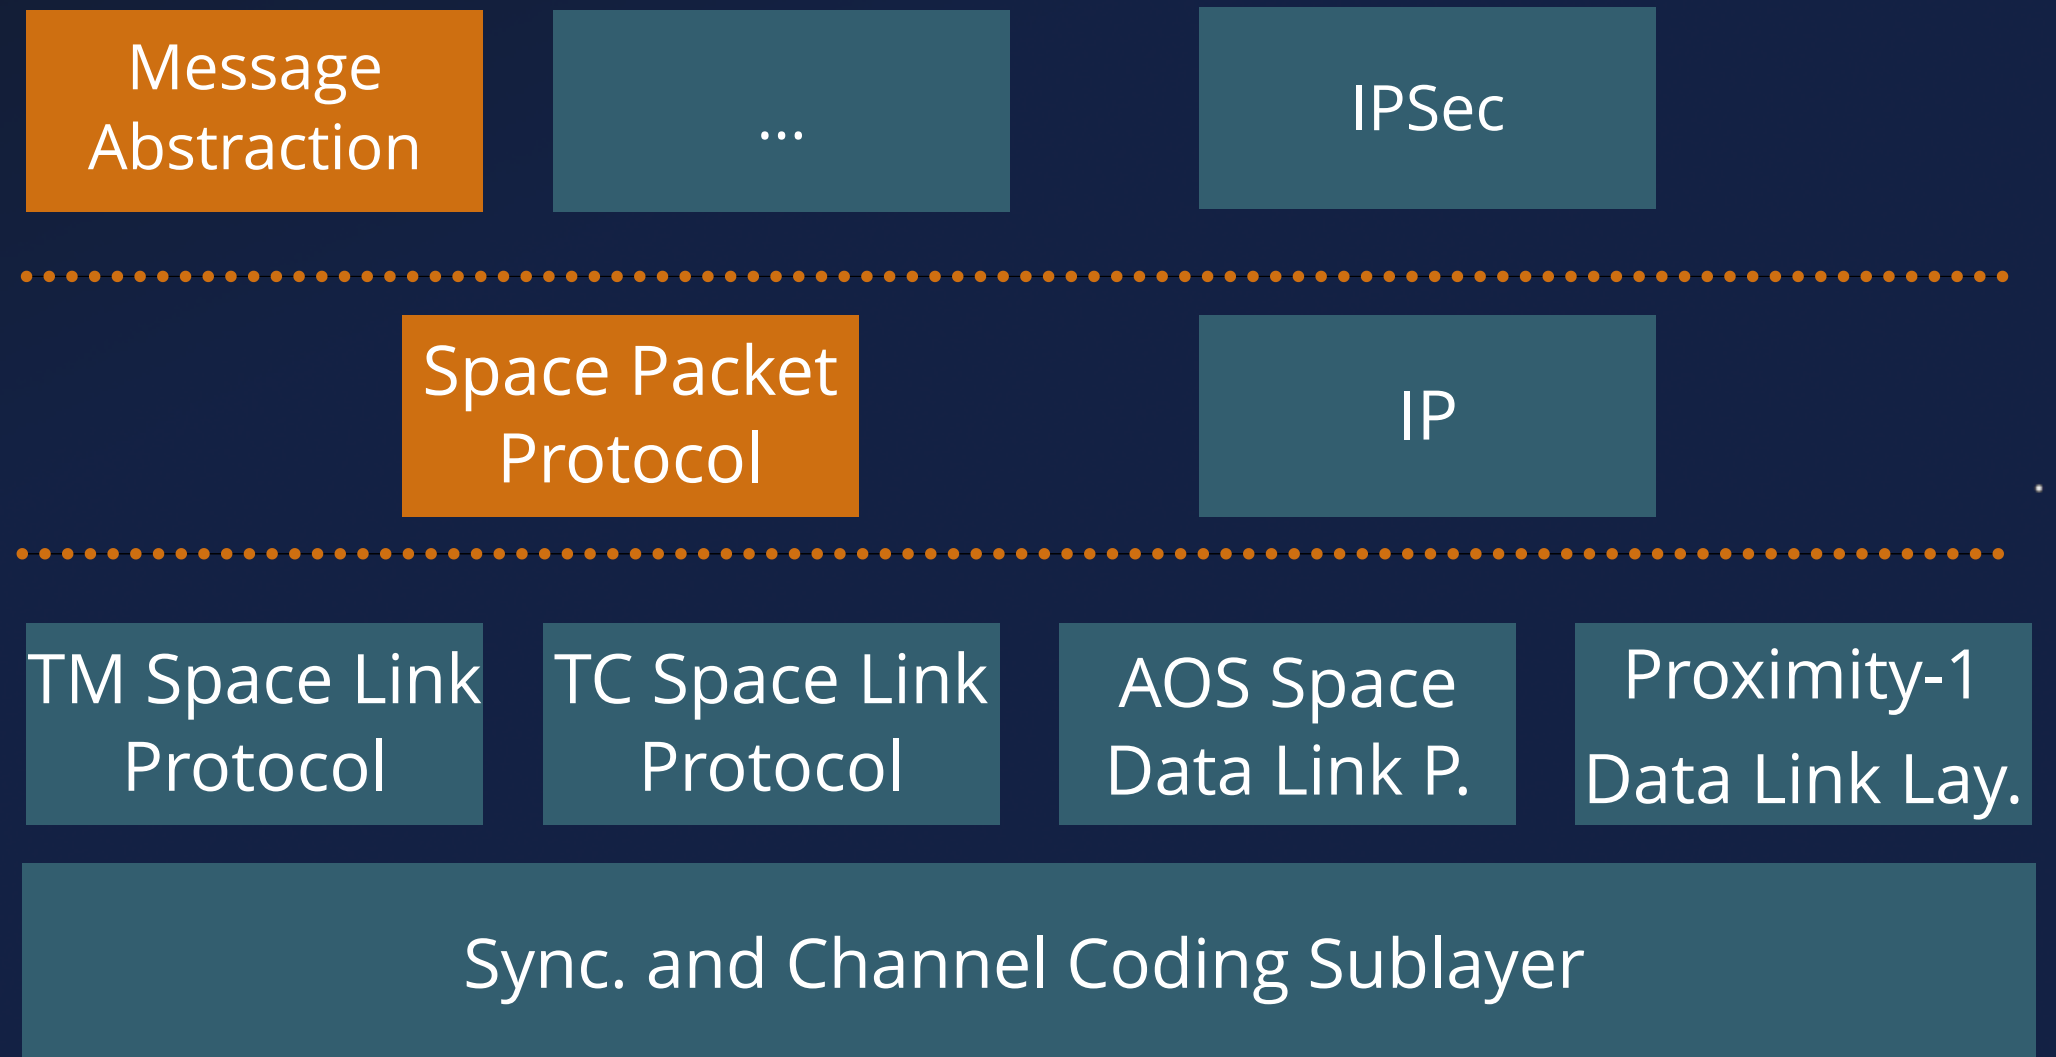 Message
Abstraction
...
IPSec
Space Packet
Protocol
IP
TM Space Link
Protocol
TC Space Link
Protocol
AOS Space
Data Link P.
Proximity-1
Data Link Lay.
Sync. and Channel Coding Sublayer